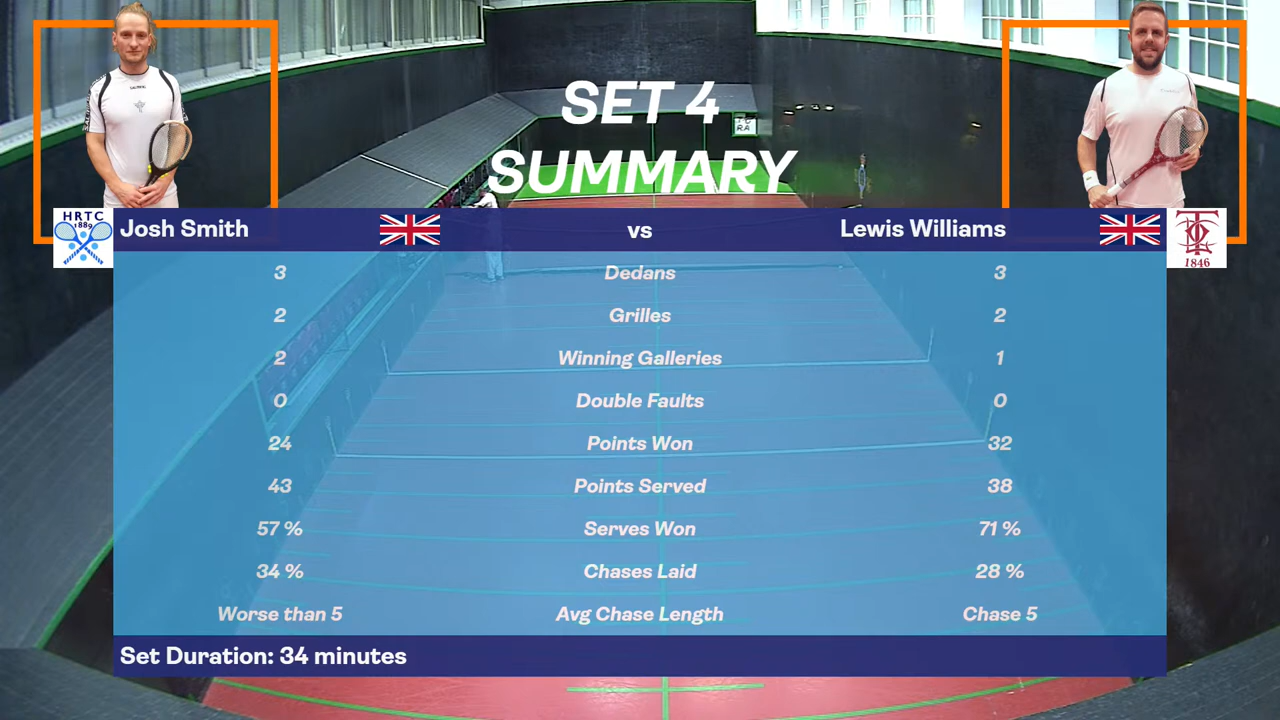 SET 4
SUMMARY
HRTC
1889
Josh Smith vs Lewis Williams
TC
1846
3 Dedans 3
2 Grilles 2
2 Winning Galleries 1
0 Double Faults 0
24 Points Won 32
43 Points Served 38
57 % Serves Won 71 %
34 % Chases Laid 28 %
Worse than 5 Avg Chase Length Chase 5
Set Duration: 34 minutes